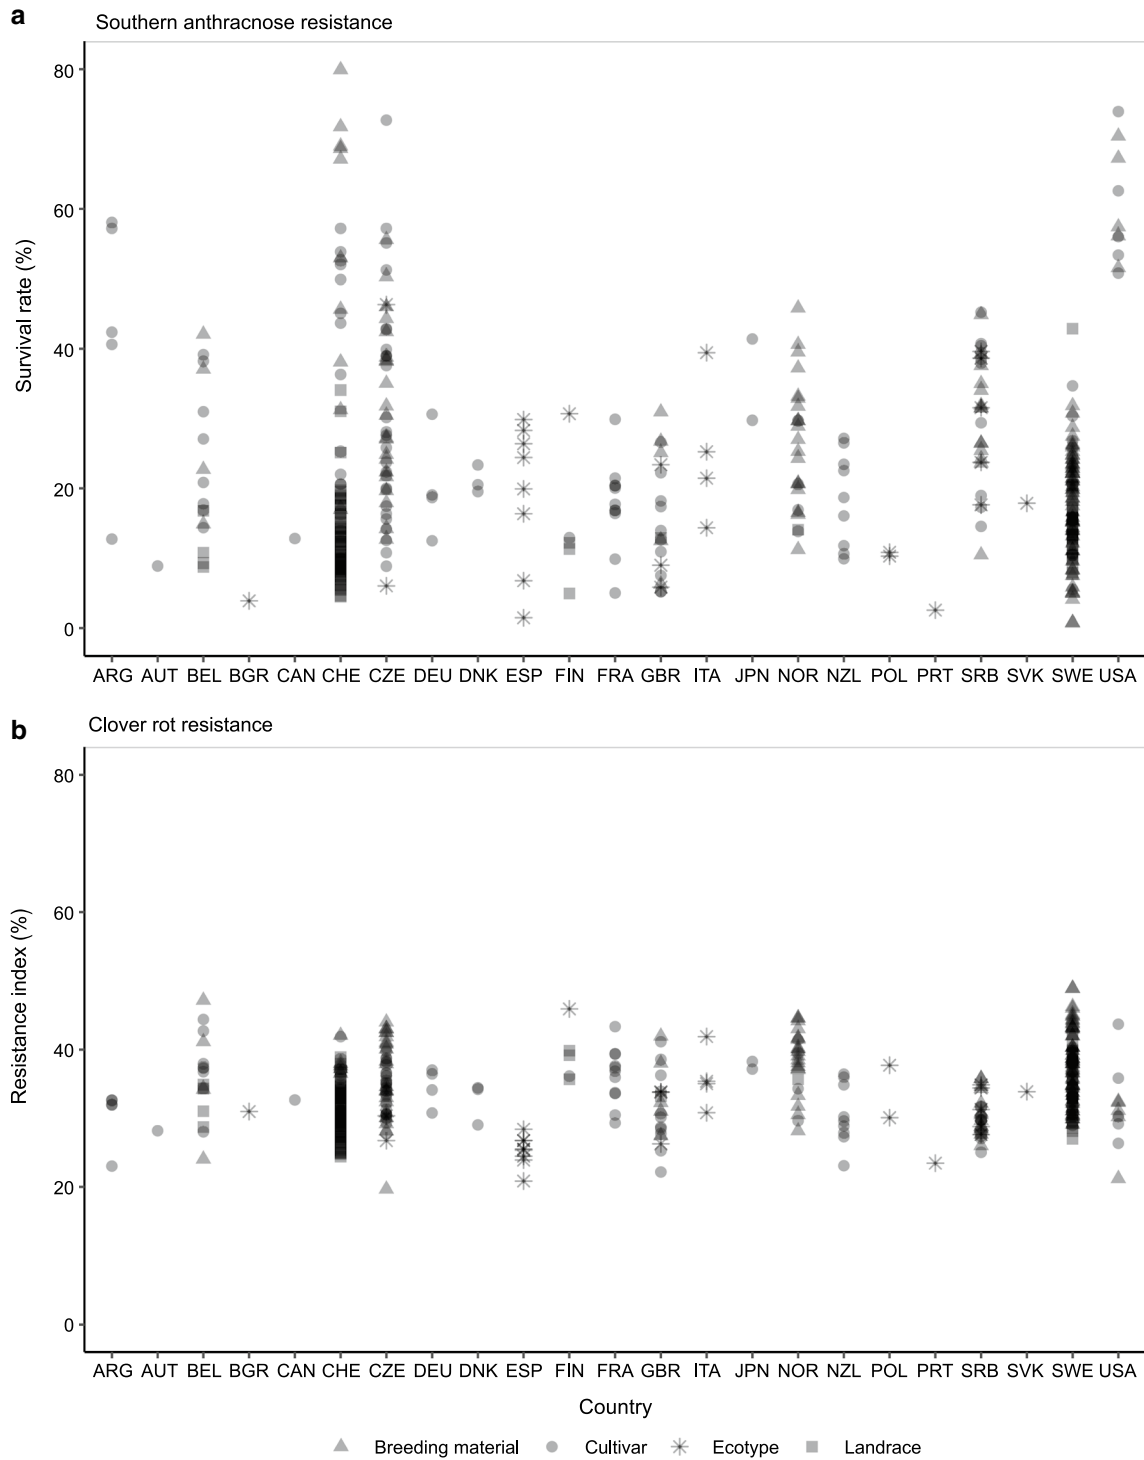 a
Southern anthracnose resistance
80
60
40
20
0
Survival rate (%)
ARG AUT BEL BGR CAN CHE CZE DEU DNK ESP FIN FRA GBR ITA JPN NOR NZL POL PRT SRB SVK SWE USA
b
Clover rot resistance
80
60
40
20
0
Resistance index (%)
ARG AUT BEL BGR CAN CHE CZE DEU DNK ESP FIN FRA GBR ITA JPN NOR NZL POL PRT SRB SVK SWE USA
Country
Breeding material Cultivar Ecotype Landrace